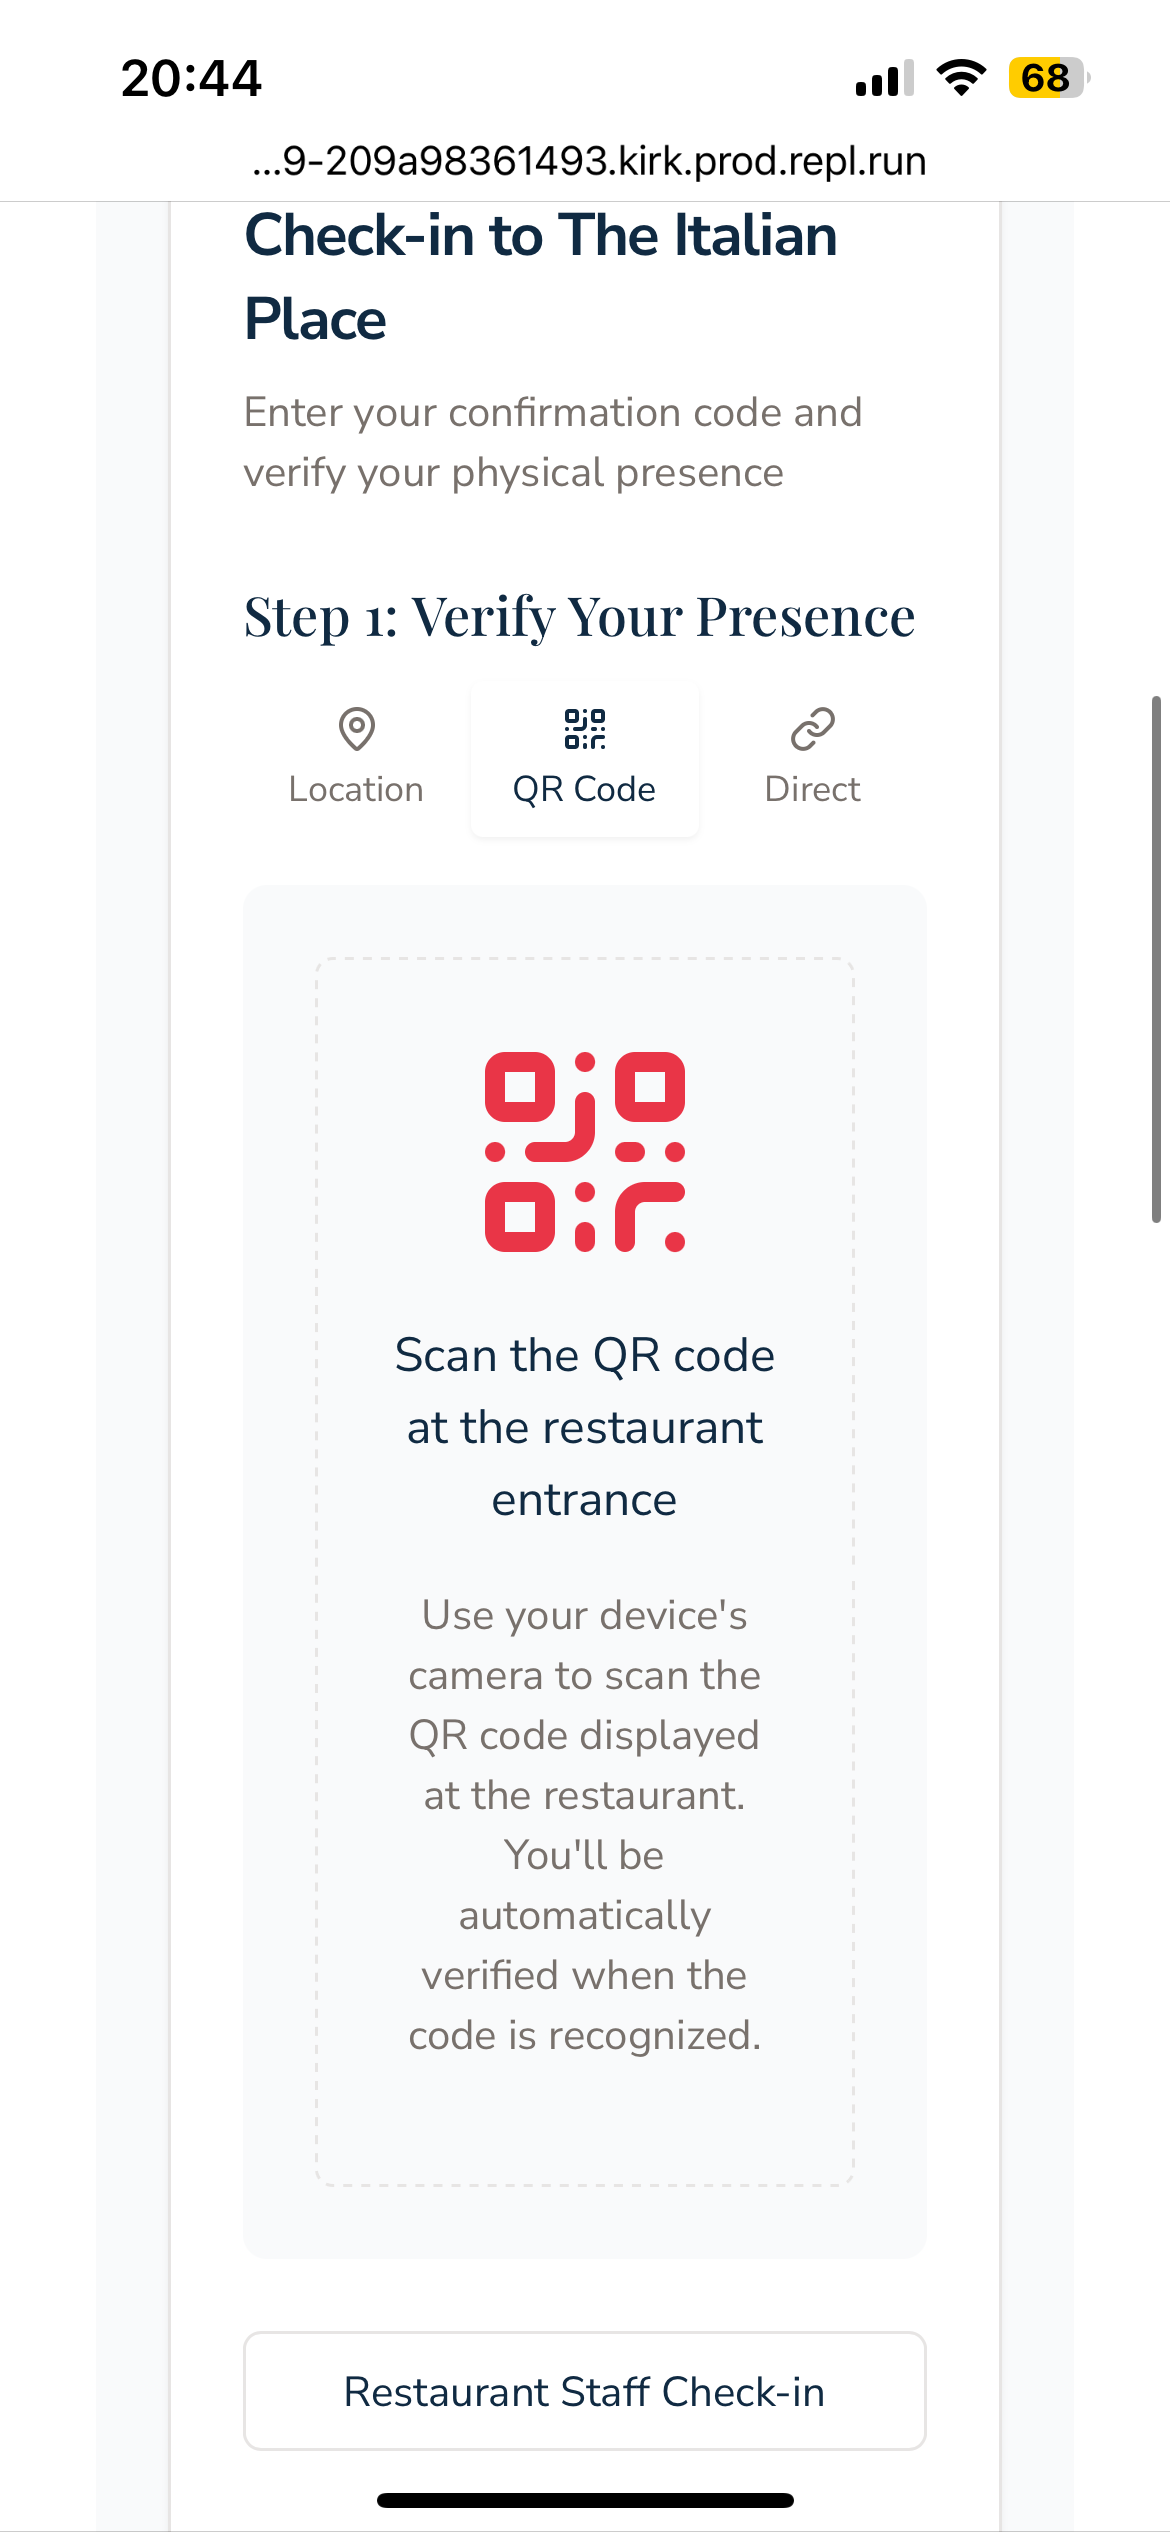 20:44
68
...9-209a98361493.kirk.prod.repl.run
Check-in to The Italian
Place
Enter your confirmation code and
verify your physical presence
Step 1: Verify Your Presence
Location
QR Code
Direct
Scan the QR code
at the restaurant
entrance
Use your device's
camera to scan the
QR code displayed
at the restaurant.
You'll be
automatically
verified when the
code is recognized.
Restaurant Staff Check-in